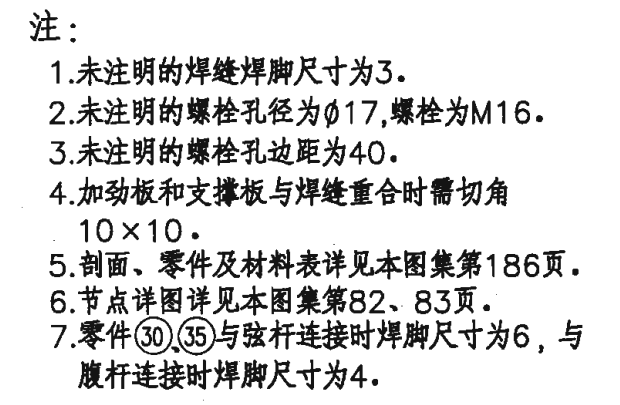 注：
1.未注明的焊缝焊脚尺寸为3。
2.未注明的螺栓孔径为ϕ17,螺栓为M16。
3.未注明的螺栓孔边距为40。
4.加劲板和支撑板与焊缝重合时需切角
10×10。
5.剖面、零件及材料表详见本图集第186页。
6.节点详图详见本图集第82、83页。
7.零件㉚、㉟与弦杆连接时焊脚尺寸为6，与
腹杆连接时焊脚尺寸为4。